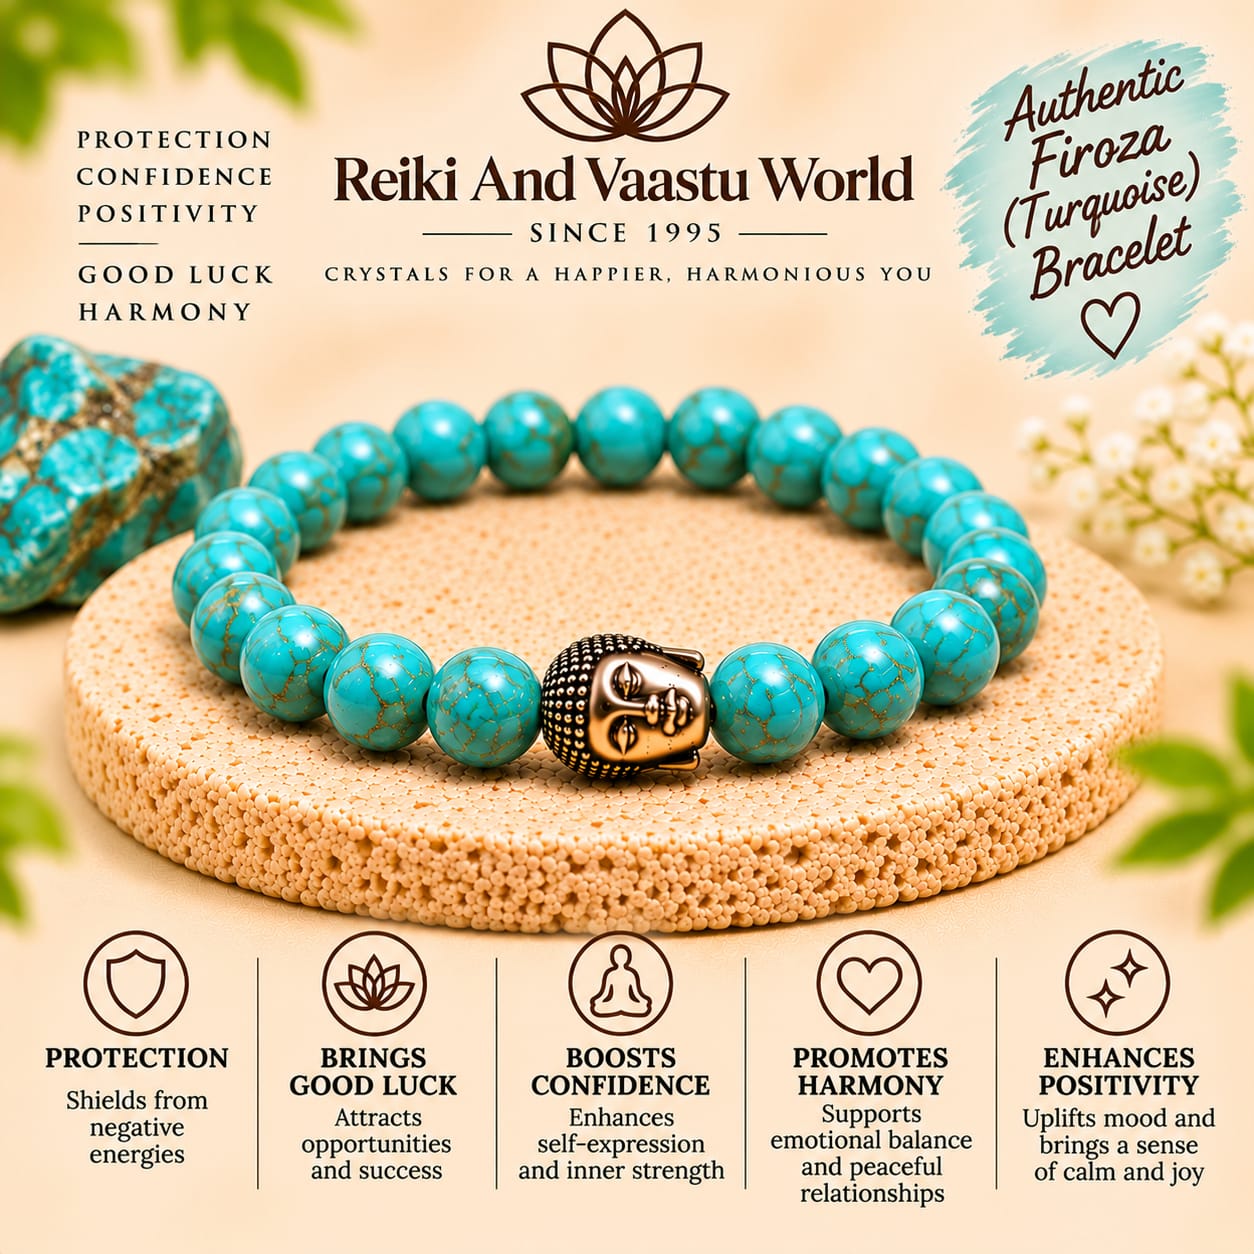 PROTECTION
CONFIDENCE
POSITIVITY
GOOD LUCK
HARMONY
Reiki And Vaastu World
SINCE 1995
CRYSTALS FOR A HAPPIER, HARMONIOUS YOU
Authentic
Firoza
(Turquoise)
Bracelet
PROTECTION
Shields from
negative
energies
BRINGS
GOOD LUCK
Attracts
opportunities
and success
BOOSTS
CONFIDENCE
Enhances
self-expression
and inner strength
PROMOTES
HARMONY
Supports
emotional balance
and peaceful
relationships
ENHANCES
POSITIVITY
Uplifts mood and
brings a sense
of calm and joy